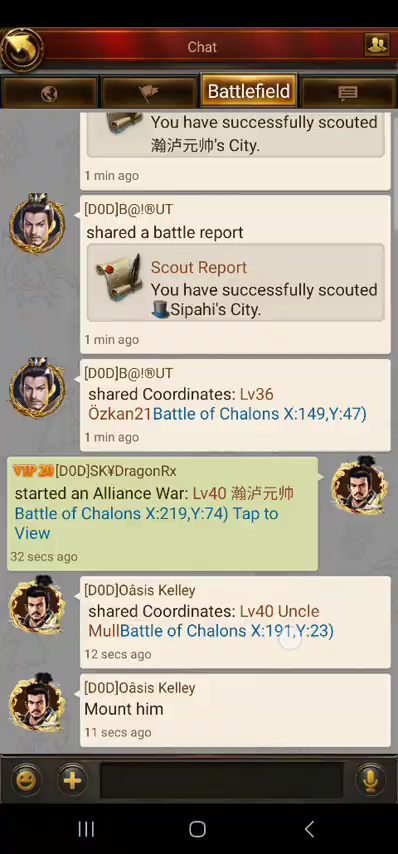 Chat
Battlefield
You have successfully scouted
瀚泸元帅's City.
1 min ago
[D0D]B@!®UT
shared a battle report
Scout Report
You have successfully scouted
🎩Sipahi's City.
1 min ago
[D0D]B@!®UT
shared Coordinates: Lv36
Özkan21Battle of Chalons X:149,Y:47)
1 min ago
VIP 20 [D0D]SK¥DragonRx
started an Alliance War: Lv40 瀚泸元帅
Battle of Chalons X:219,Y:74) Tap to
View
32 secs ago
[D0D]Oâsis Kelley
shared Coordinates: Lv40 Uncle
MullBattle of Chalons X:191,Y:23)
12 secs ago
[D0D]Oâsis Kelley
Mount him
11 secs ago